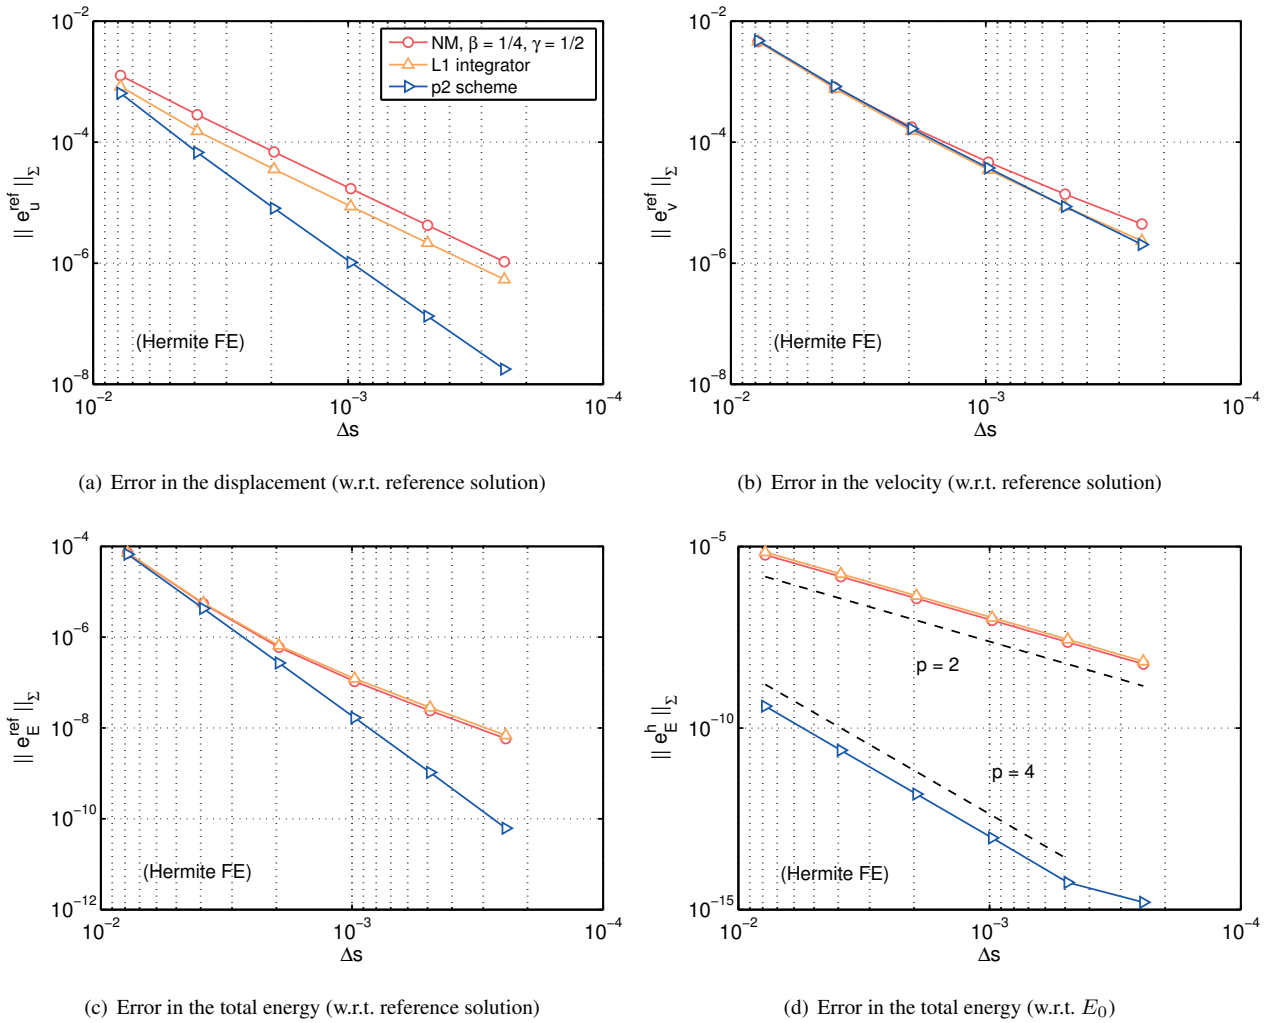 10^−2
10^−4
10^−6
10^−8
|| e_u^ref ||_Σ
NM, β = 1/4, γ = 1/2
L1 integrator
p2 scheme
(Hermite FE)
10^−2
10^−3
10^−4
Δs
(a) Error in the displacement (w.r.t. reference solution)
10^−2
10^−4
10^−6
10^−8
|| e_v^ref ||_Σ
(Hermite FE)
10^−2
10^−3
10^−4
Δs
(b) Error in the velocity (w.r.t. reference solution)
10^−4
10^−6
10^−8
10^−10
10^−12
|| e_E^ref ||_Σ
(Hermite FE)
10^−2
10^−3
10^−4
Δs
(c) Error in the total energy (w.r.t. reference solution)
10^−5
10^−10
10^−15
|| e_E^h ||_Σ
p = 2
p = 4
(Hermite FE)
10^−2
10^−3
10^−4
Δs
(d) Error in the total energy (w.r.t. E_0)